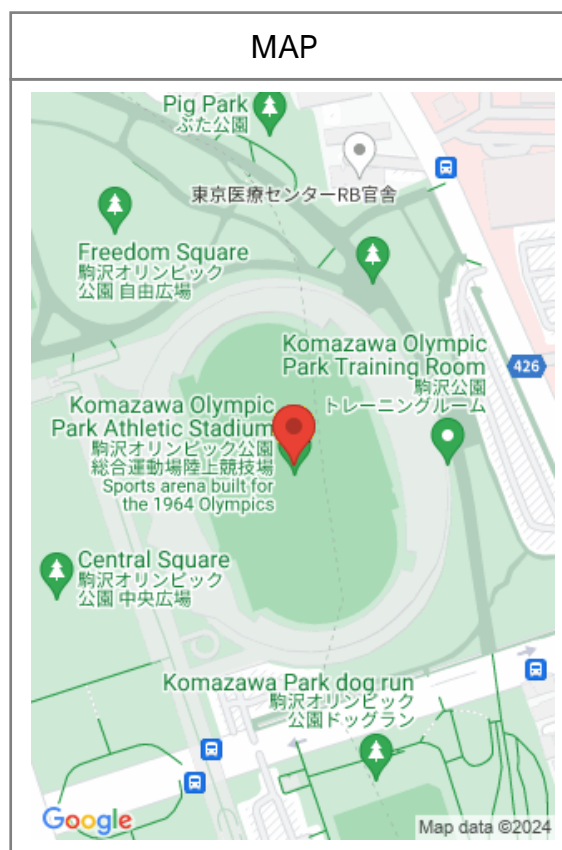 MAP
Pig Park
ぶた公園
東京医療センターRB官舎
Freedom Square
駒沢オリンピック
公園 自由広場
Komazawa Olympic
Park Training Room
駒沢公園
トレーニングルーム
426
Komazawa Olympic
Park Athletic Stadium
駒沢オリンピック公園
総合運動場陸上競技場
Sports arena built for
the 1964 Olympics
Central Square
駒沢オリンピック
公園 中央広場
Komazawa Park dog run
駒沢オリンピック
公園ドッグラン
Google
Map data ©2024